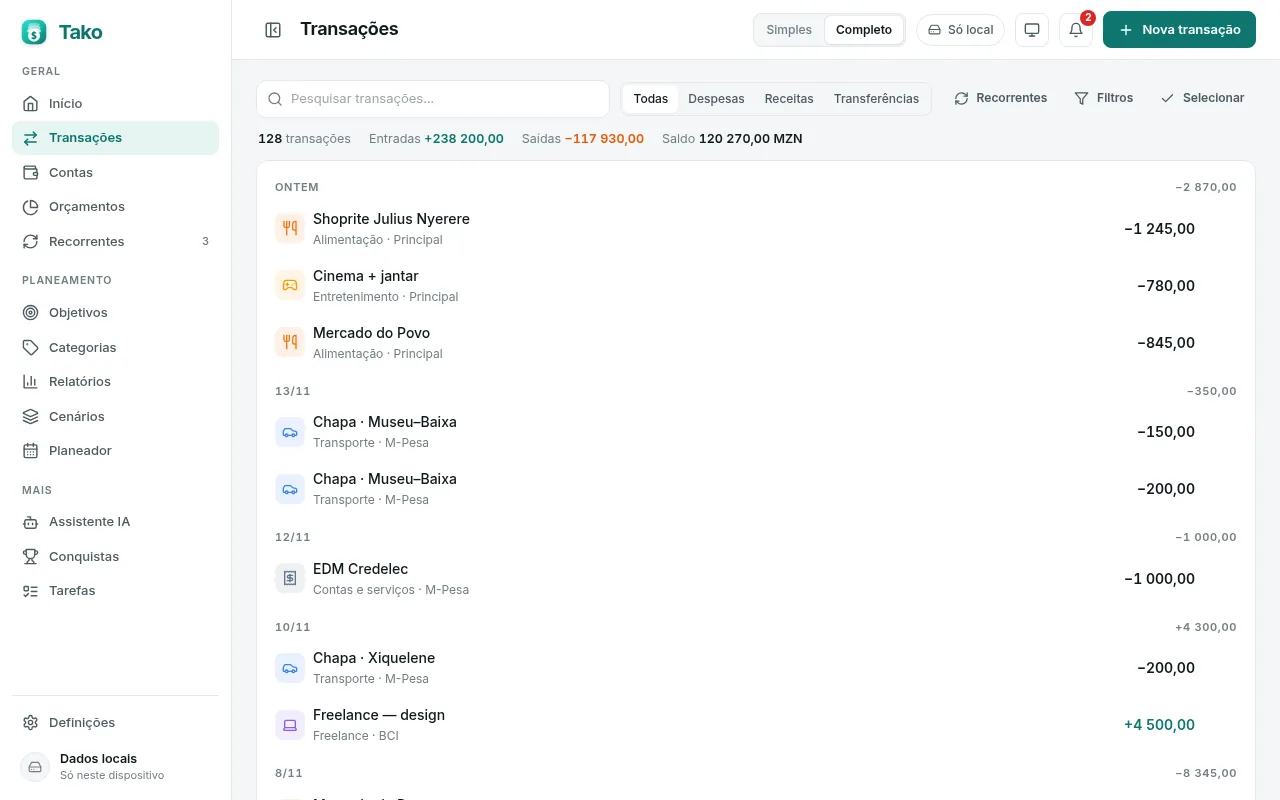 Tako
GERAL
Início
Transações
Contas
Orçamentos
Recorrentes 3
PLANEAMENTO
Objetivos
Categorias
Relatórios
Cenários
Planeador
MAIS
Assistente IA
Conquistas
Tarefas
Definições
Dados locais
Só neste dispositivo
Transações
Simples Completo Só local 2 Nova transação
Pesquisar transações... Todas Despesas Receitas Transferências Recorrentes Filtros Selecionar
128 transações Entradas +238 200,00 Saídas −117 930,00 Saldo 120 270,00 MZN
ONTEM −2 870,00
Shoprite Julius Nyerere
Alimentação · Principal
−1 245,00
Cinema + jantar
Entretenimento · Principal
−780,00
Mercado do Povo
Alimentação · Principal
−845,00
13/11 −350,00
Chapa · Museu–Baixa
Transporte · M-Pesa
−150,00
Chapa · Museu–Baixa
Transporte · M-Pesa
−200,00
12/11 −1 000,00
EDM Credelec
Contas e serviços · M-Pesa
−1 000,00
10/11 +4 300,00
Chapa · Xiquelene
Transporte · M-Pesa
−200,00
Freelance — design
Freelance · BCI
+4 500,00
8/11 −8 345,00